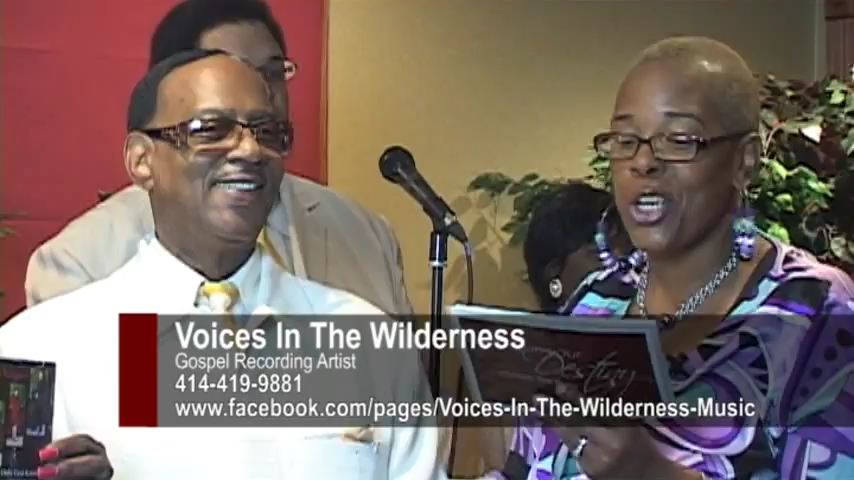 Voices In The Wilderness
Gospel Recording Artist
414-419-9881
www.facebook.com/pages/Voices-In-The-Wilderness-Music
Destiny